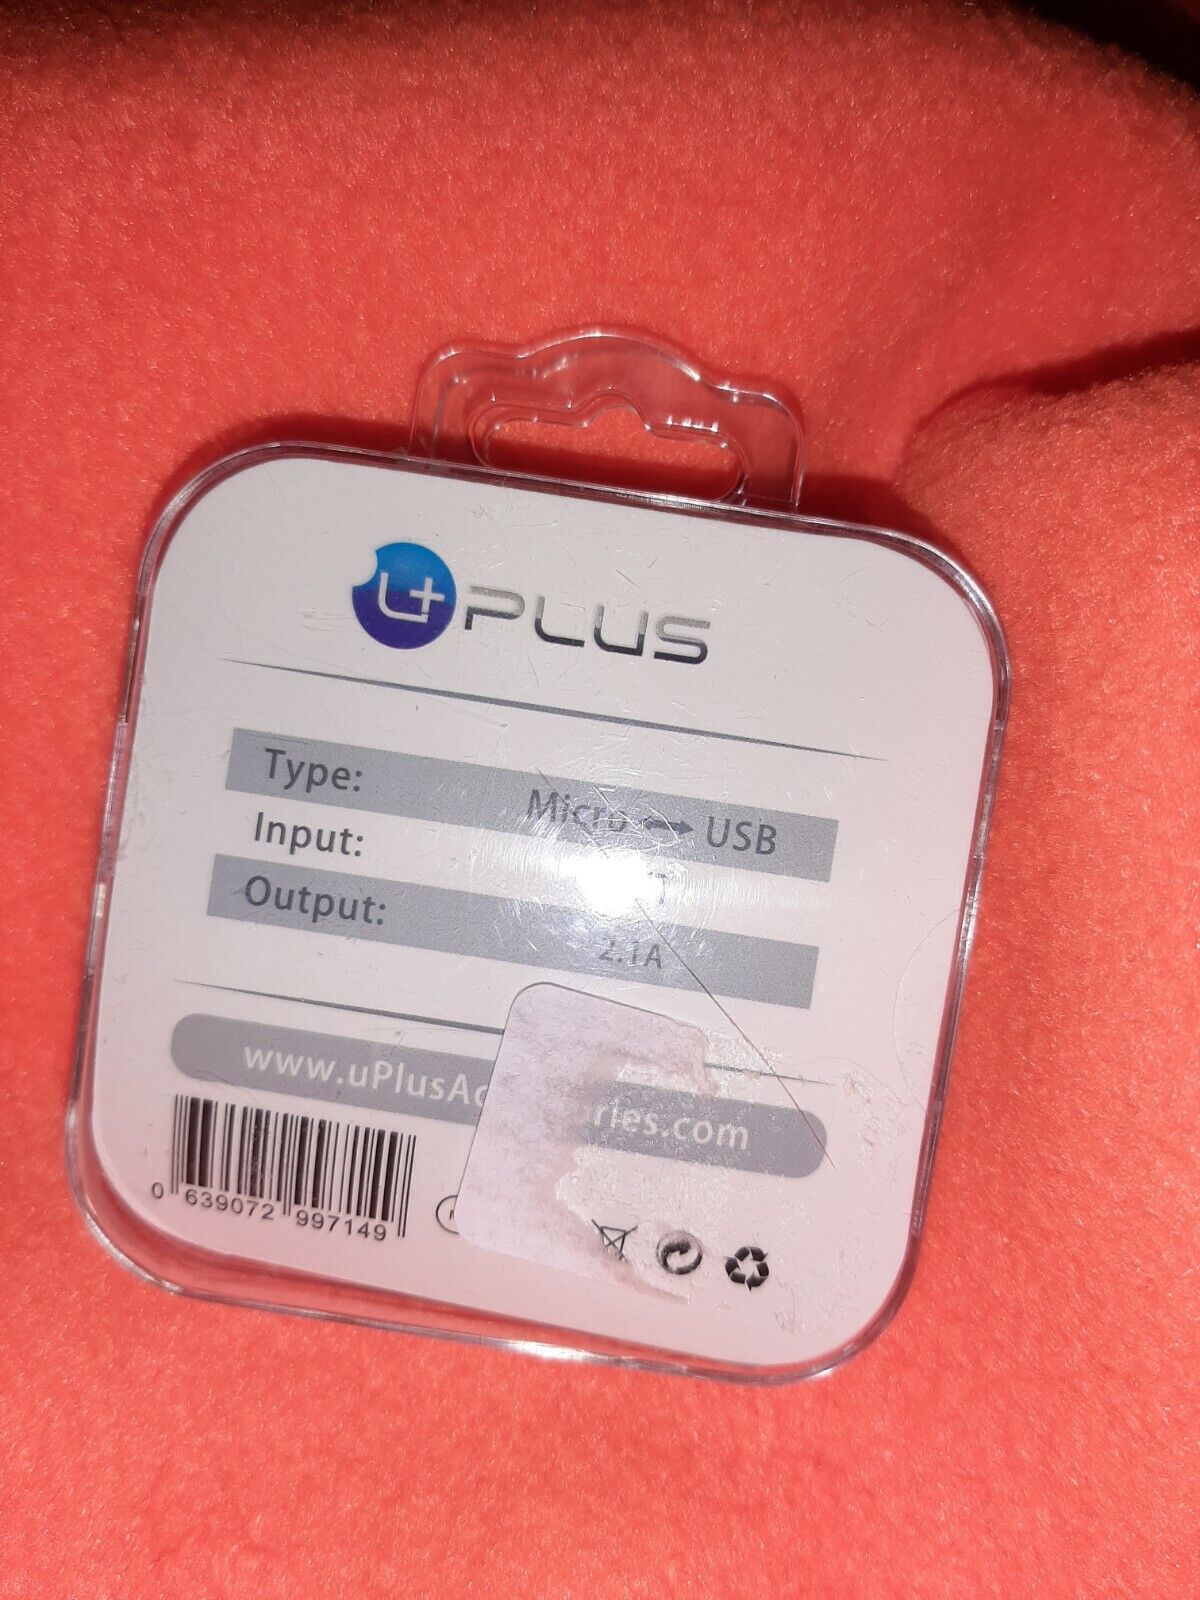 U+ PLUS
Type: Micro ↔ USB
Input:
Output: 2.1A
www.uPlusAc ries.com
0 639072 997149